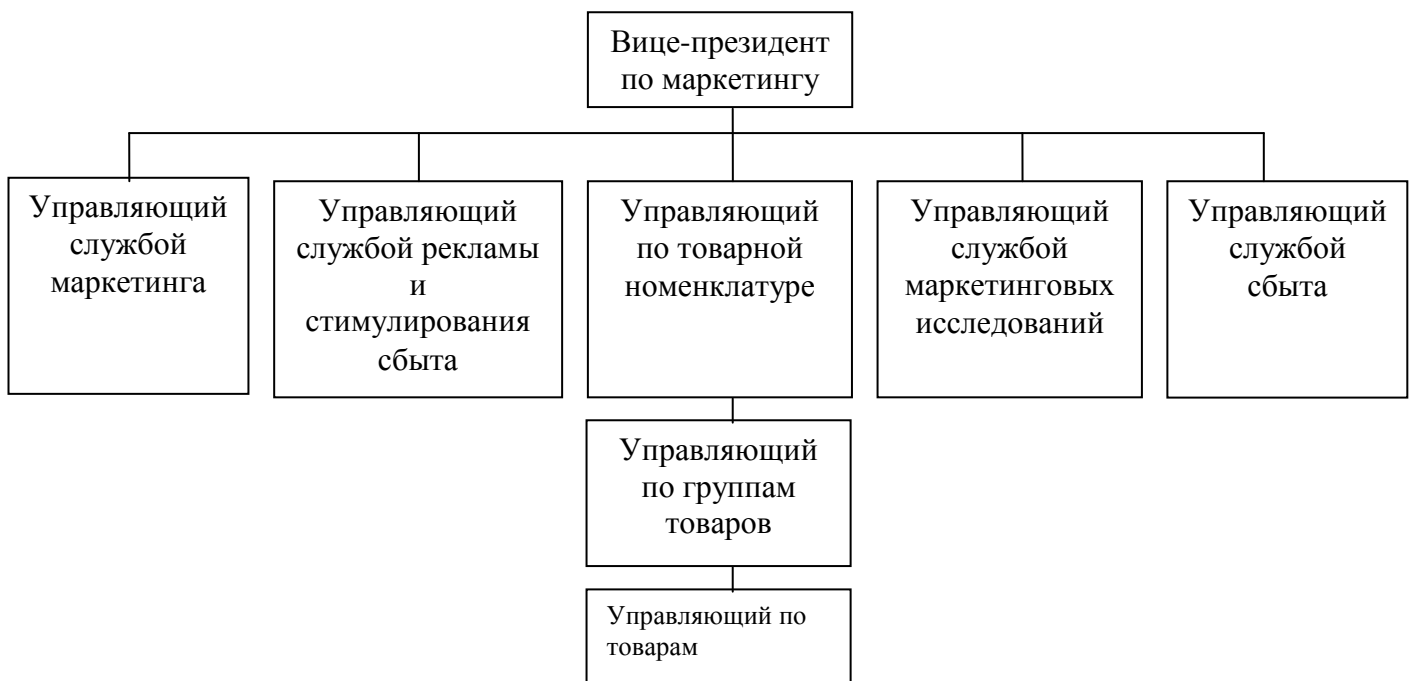 Вице-президент
по маркетингу
Управляющий
службой
маркетинга
Управляющий
службой рекламы
и
стимулирования
сбыта
Управляющий
по товарной
номенклатуре
Управляющий
службой
маркетинговых
исследований
Управляющий
службой
сбыта
Управляющий
по группам
товаров
Управляющий по
товарам